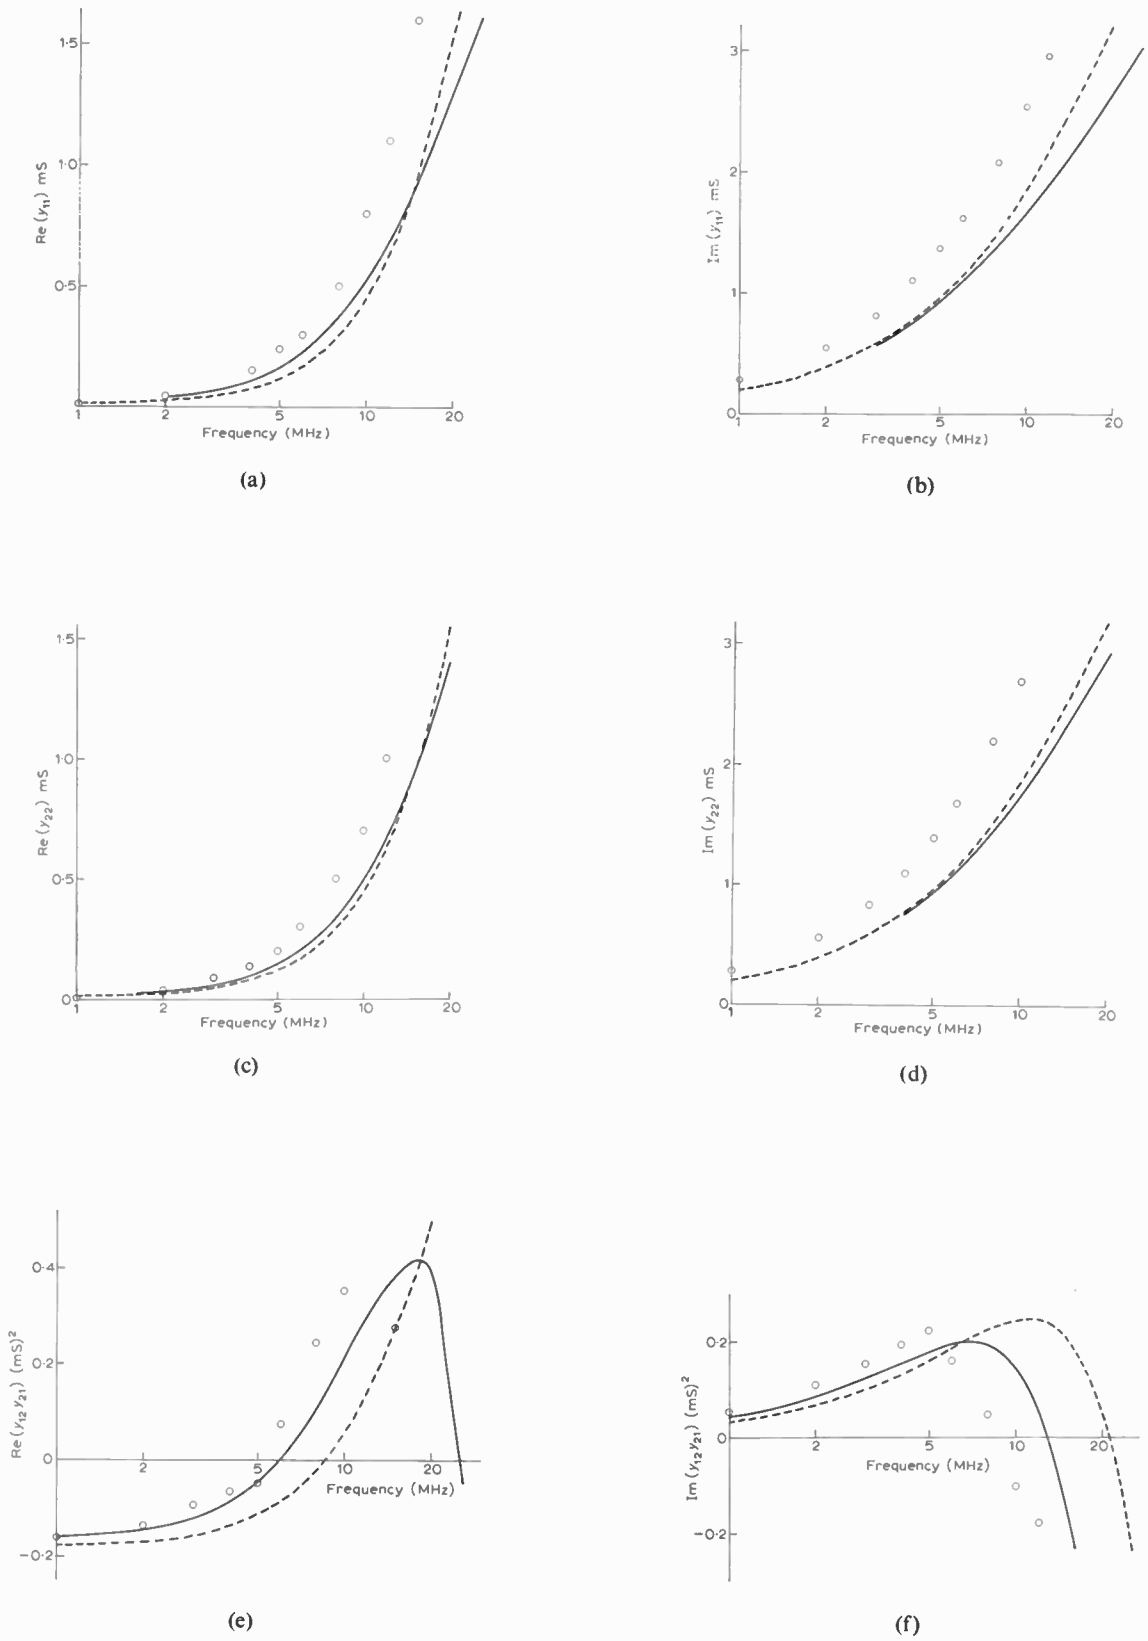 1·5
1·0
0·5
Re(y₁₁) mS
1
2
5
10
20
Frequency (MHz)
(a)
3
2
1
0
Im(y₁₁) mS
1
2
5
10
20
Frequency (MHz)
(b)
1·5
1·0
0·5
0
Re(y₂₂) mS
1
2
5
10
20
Frequency (MHz)
(c)
3
2
1
0
Im(y₂₂) mS
1
2
5
10
20
Frequency (MHz)
(d)
0·4
0·2
0
−0·2
Re(y₁₂y₂₁) (mS)²
2
5
10
20
Frequency (MHz)
(e)
0·2
0
−0·2
Im(y₁₂y₂₁) (mS)²
2
5
10
20
Frequency (MHz)
(f)